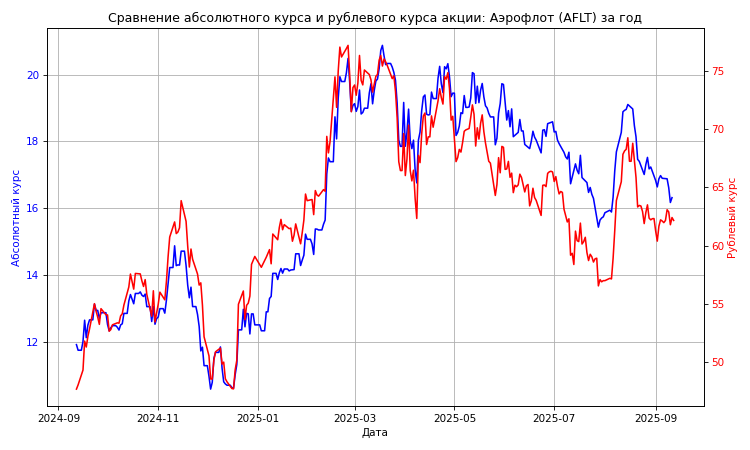 Сравнение абсолютного курса и рублевого курса акции: Аэрофлот (AFLT) за год
Абсолютный курс
20
18
16
14
12
75
70
65
60
55
50
Рублевый курс
2024-09 2024-11 2025-01 2025-03 2025-05 2025-07 2025-09
Дата